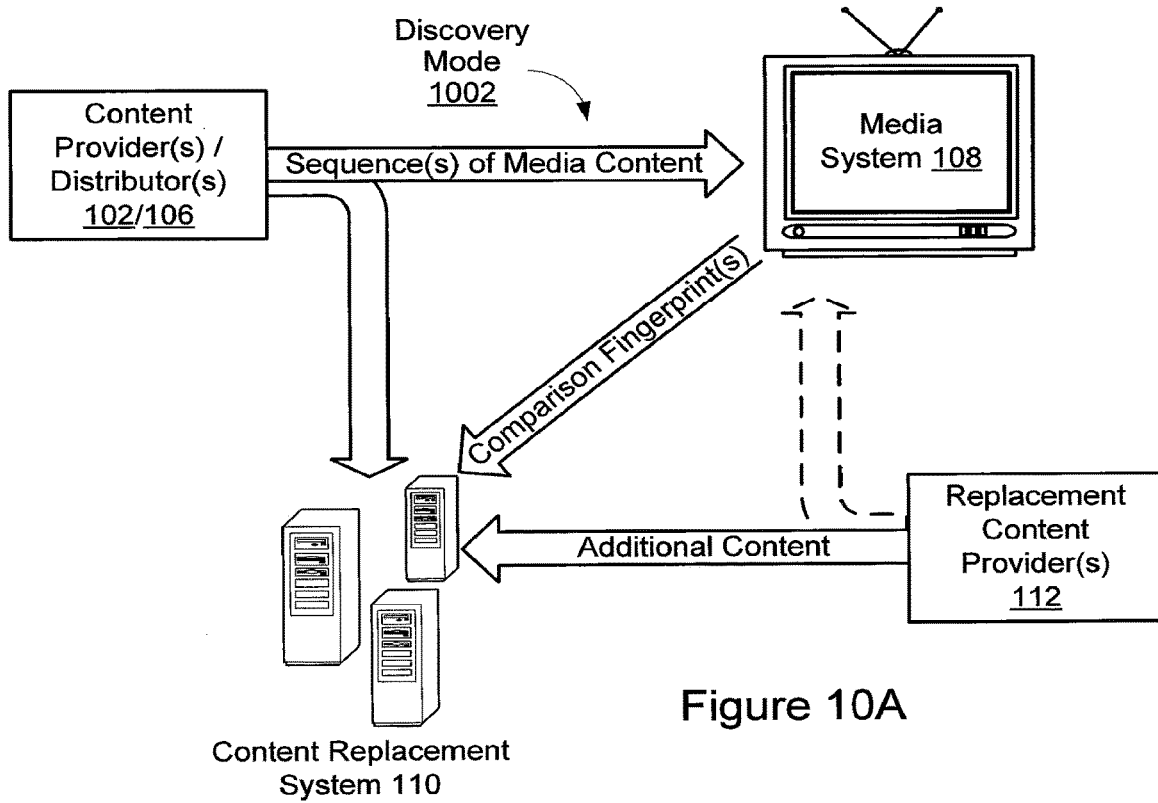 Discovery
Mode
1002
Content
Provider(s) /
Distributor(s)
102/106
Sequence(s) of Media Content
Media
System 108
Comparison Fingerprint(s)
Additional Content
Replacement
Content
Provider(s)
112
Content Replacement
System 110
Figure 10A